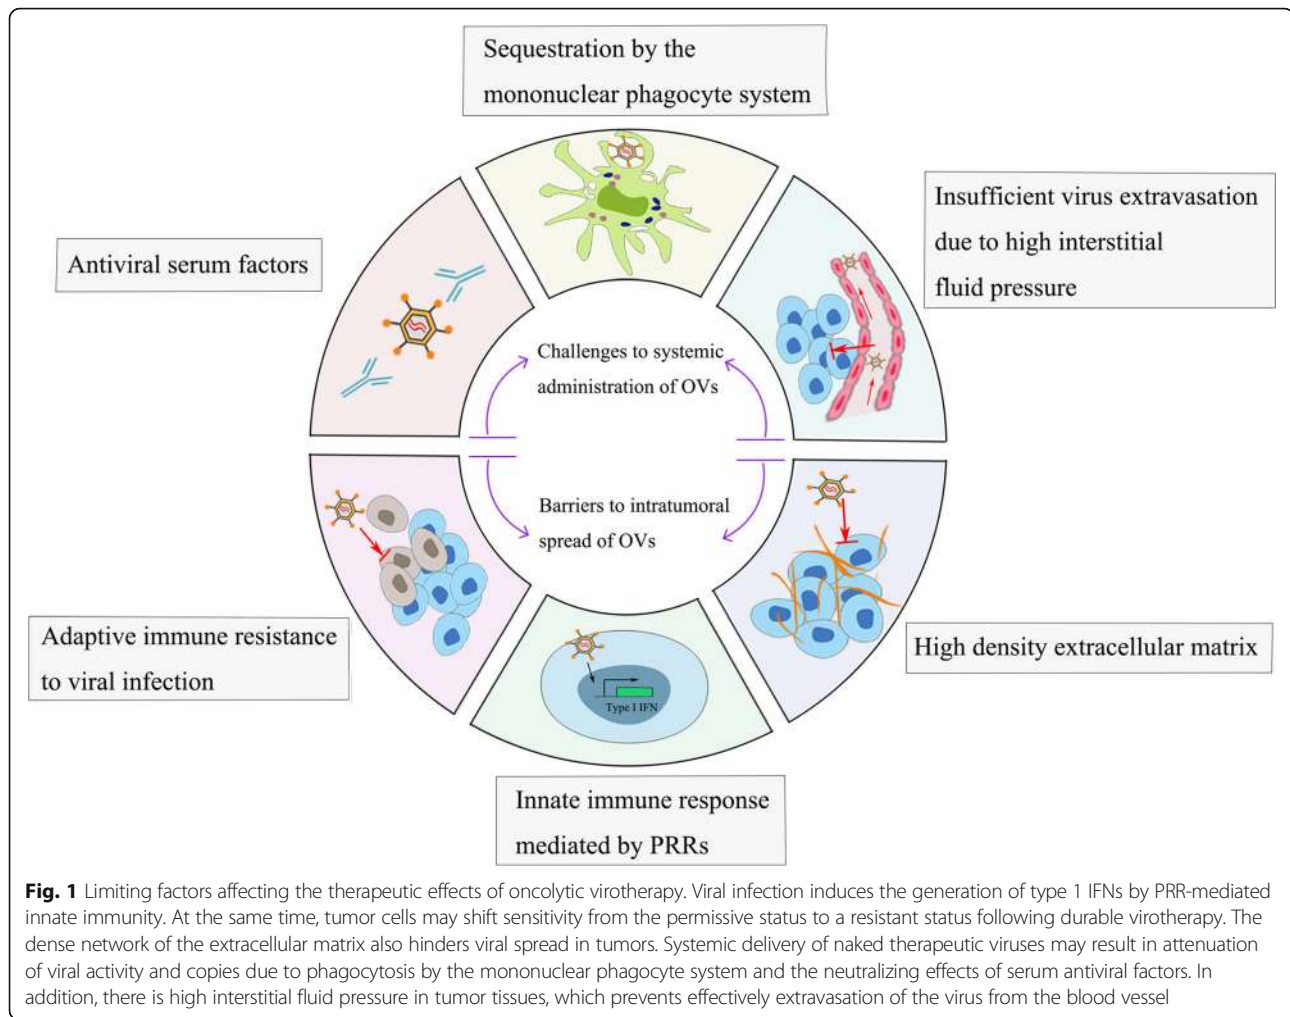 Sequestration by the
mononuclear phagocyte system
Insufficient virus extravasation
due to high interstitial
fluid pressure
Antiviral serum factors
Challenges to systemic
administration of OVs
Barriers to intratumoral
spread of OVs
Type I IFN
Adaptive immune resistance
to viral infection
High density extracellular matrix
Innate immune response
mediated by PRRs
Fig. 1 Limiting factors affecting the therapeutic effects of oncolytic virotherapy. Viral infection induces the generation of type 1 IFNs by PRR-mediated
innate immunity. At the same time, tumor cells may shift sensitivity from the permissive status to a resistant status following durable virotherapy. The
dense network of the extracellular matrix also hinders viral spread in tumors. Systemic delivery of naked therapeutic viruses may result in attenuation
of viral activity and copies due to phagocytosis by the mononuclear phagocyte system and the neutralizing effects of serum antiviral factors. In
addition, there is high interstitial fluid pressure in tumor tissues, which prevents effectively extravasation of the virus from the blood vessel